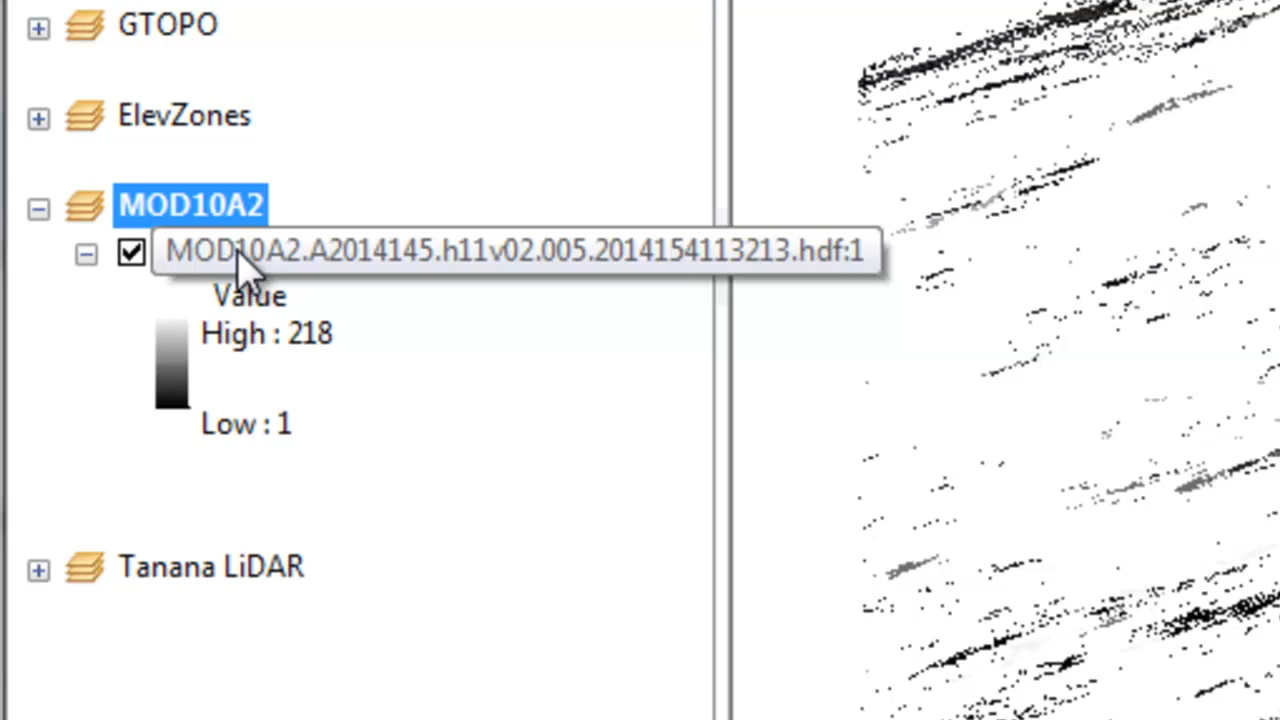 GTOPO
ElevZones
MOD10A2
MOD10A2.A2014145.h11v02.005.2014154113213.hdf:1
Value
High : 218
Low : 1
Tanana LiDAR